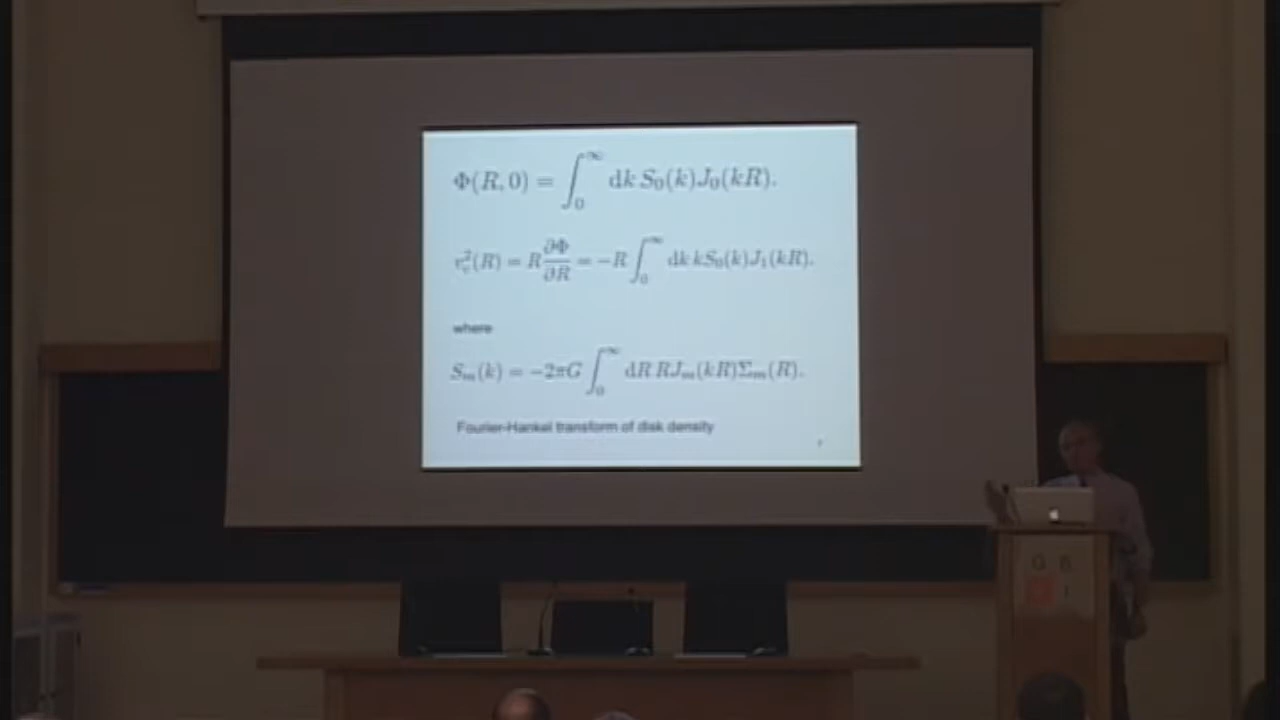 Φ(R, 0) = ∫₀^∞ dk S₀(k)J₀(kR).
v_c²(R) = R ∂Φ/∂R = −R ∫₀^∞ dk kS₀(k)J₁(kR).
where
S_m(k) = −2πG ∫₀^∞ dR RJ_m(kR)Σ_m(R).
Fourier-Hankel transform of disk density
G S
I